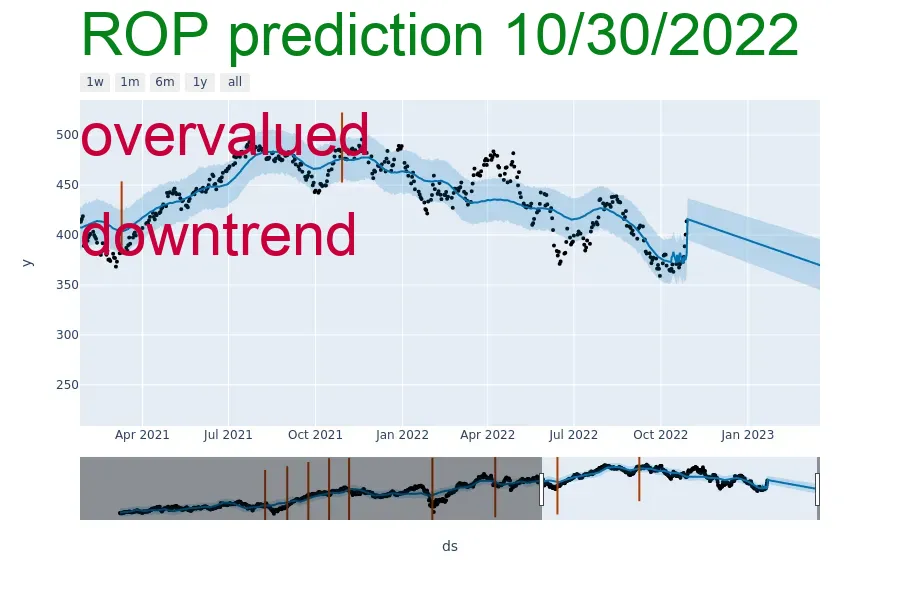 ROP prediction 10/30/2022
1w 1m 6m 1y all
overvalued
downtrend
500
450
400
350
300
250
y
Apr 2021 Jul 2021 Oct 2021 Jan 2022 Apr 2022 Jul 2022 Oct 2022 Jan 2023
ds